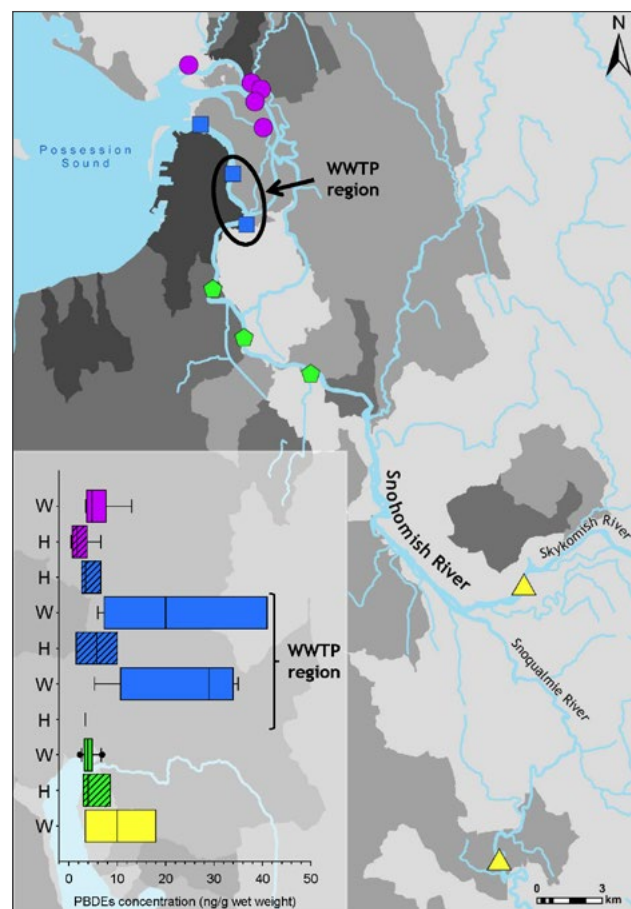 N
Possession
Sound
WWTP
region
Snohomish River
Skykomish River
Snoqualmie River
W
H
H
W
H
W
H
W
H
W
WWTP
region
0 10 20 30 40 50
PBDEs concentration (ng/g wet weight)
0 3
km